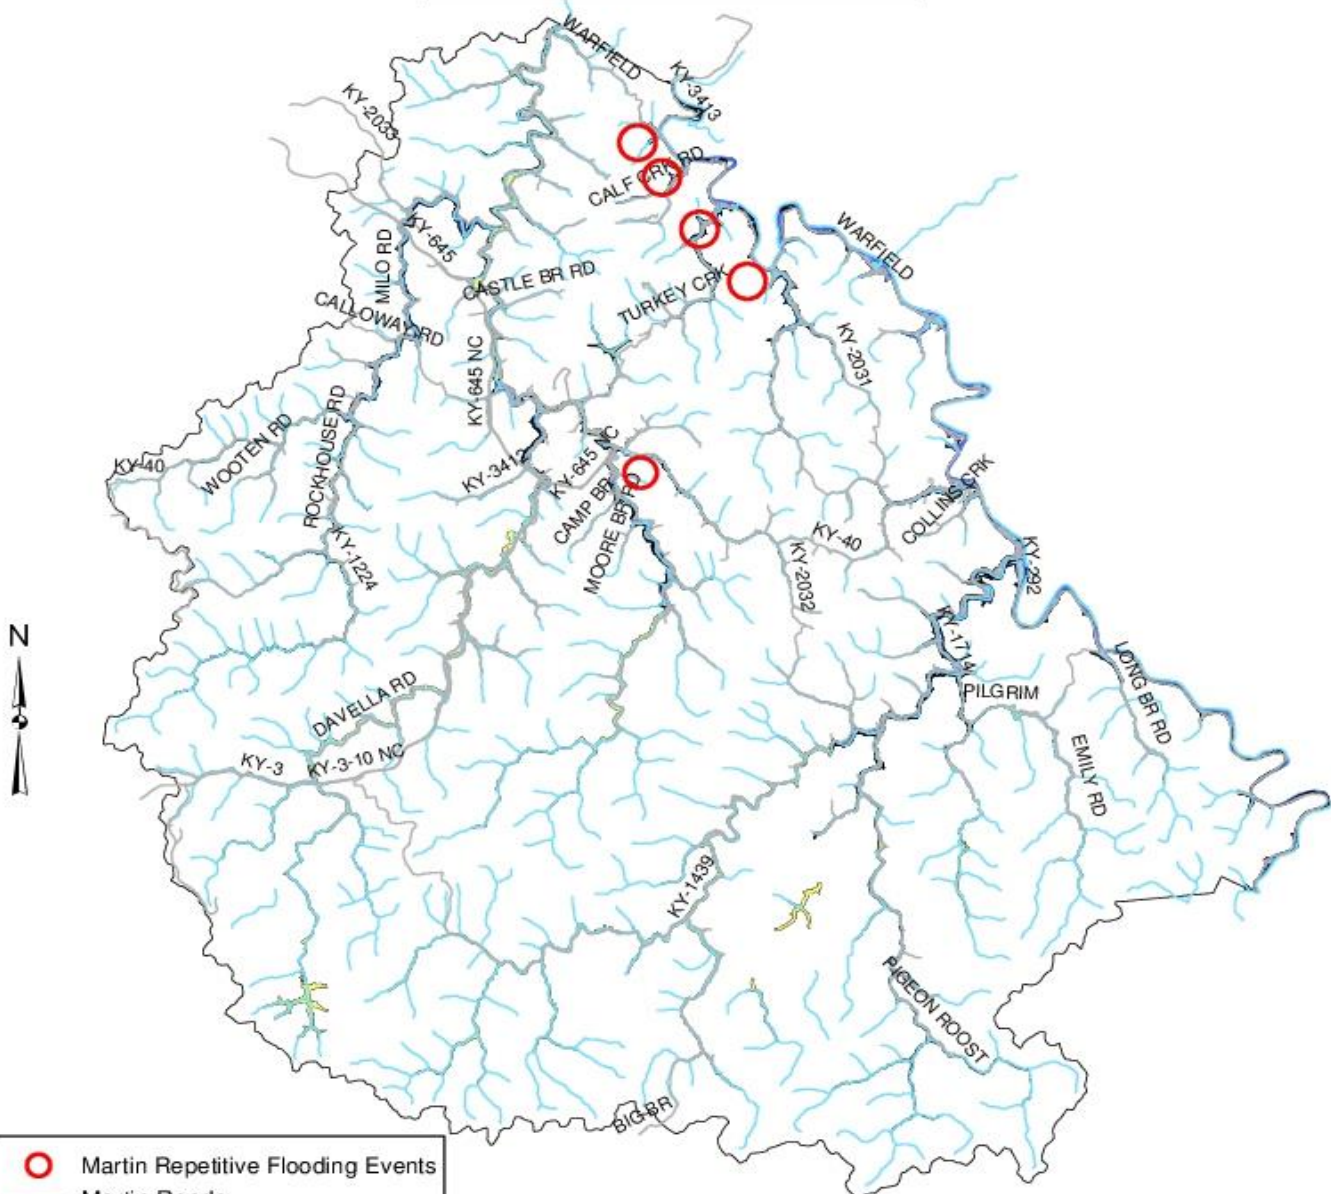 WARFIELD
KY-3413
KY-2033
CALF CRK RD
WARFIELD
KY-645
MILO RD
CASTLE BR RD
TURKEY CRK
CALLOWAY RD
KY-2031
KY-645 NC
ROCKHOUSE RD
WOOTEN RD
KY-40
KY-3412
KY-645 NC
CAMP BR
MOORE BR RD
COLLINS CRK
KY-40
KY-1224
KY-2032
KY-292
KY-1714
N
LONG BR RD
PILGRIM
DAVELLA RD
EMILY RD
KY-3
KY-3-10 NC
KY-1439
PIGEON ROOST
BIG BR
Martin Repetitive Flooding Events
Martin Roads